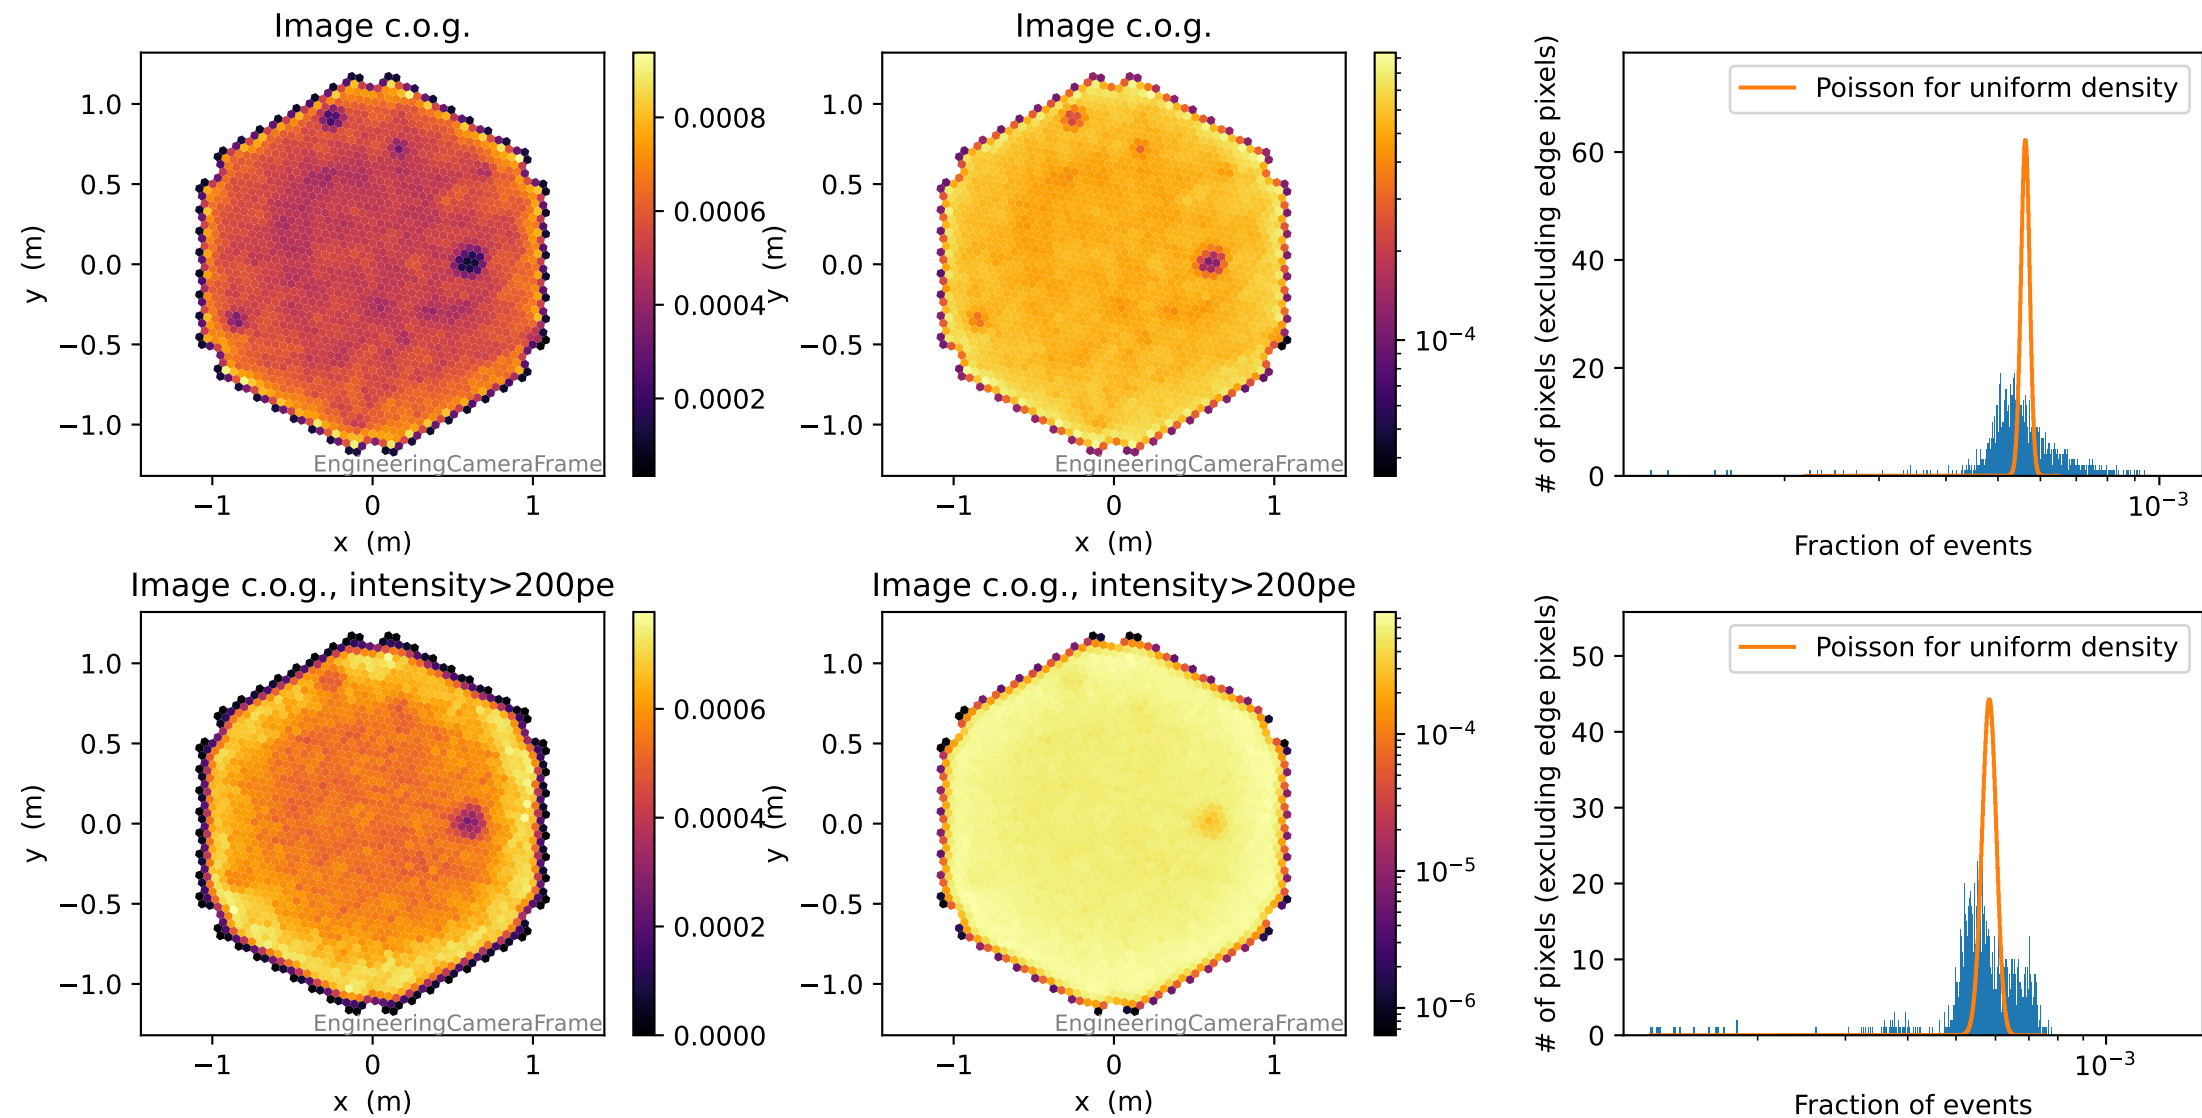 Image c.o.g.
1.0
0.5
0.0
−0.5
−1.0
y (m)
−1
0
1
x (m)
EngineeringCameraFrame
0.0008
0.0006
0.0004
0.0002
Image c.o.g.
1.0
0.5
0.0
−0.5
−1.0
y (m)
−1
0
1
x (m)
EngineeringCameraFrame
10⁻⁴
# of pixels (excluding edge pixels)
60
40
20
0
Poisson for uniform density
10⁻³
Fraction of events
Image c.o.g., intensity>200pe
1.0
0.5
0.0
−0.5
−1.0
y (m)
−1
0
1
x (m)
EngineeringCameraFrame
0.0006
0.0004
0.0002
0.0000
Image c.o.g., intensity>200pe
1.0
0.5
0.0
−0.5
−1.0
y (m)
−1
0
1
x (m)
EngineeringCameraFrame
10⁻⁴
10⁻⁵
10⁻⁶
# of pixels (excluding edge pixels)
50
40
30
20
10
0
Poisson for uniform density
10⁻³
Fraction of events